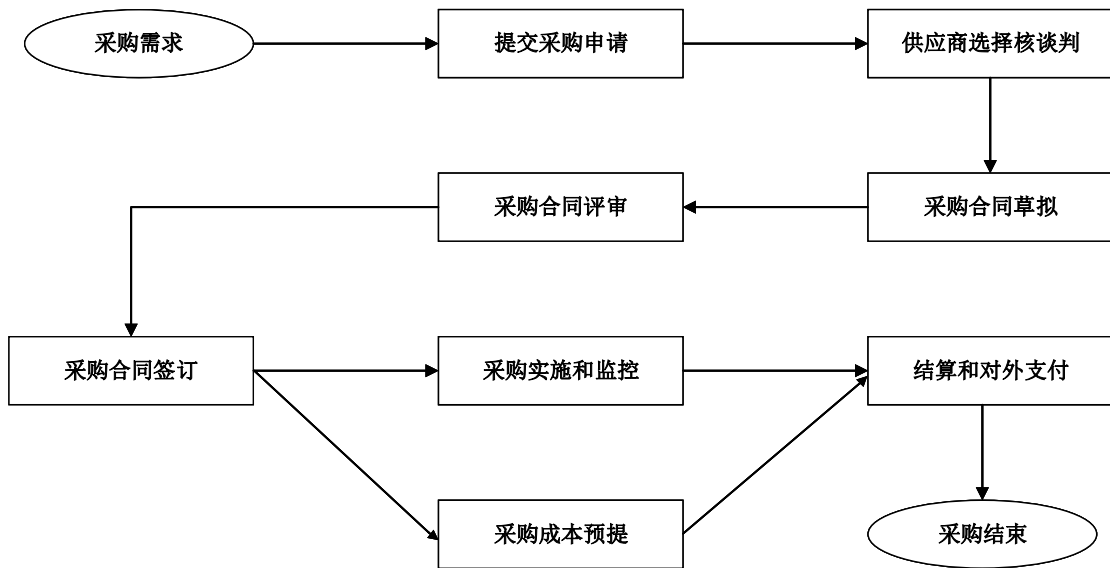 采购需求
提交采购申请
供应商选择核谈判
采购合同评审
采购合同草拟
采购合同签订
采购实施和监控
结算和对外支付
采购成本预提
采购结束